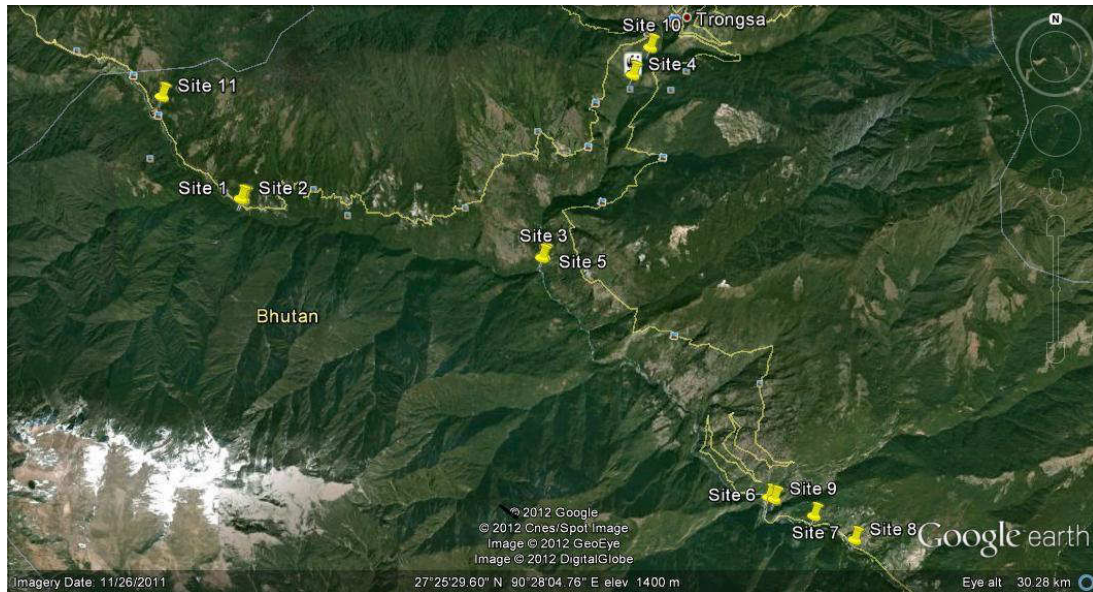 Trongsa
Site 10
Site 4
Site 11
Site 1
Site 2
Site 3
Site 5
Bhutan
Site 6
Site 9
Site 7
Site 8
© 2012 Google
© 2012 Cnes/Spot Image
Image © 2012 GeoEye
Image © 2012 DigitalGlobe
Google earth
Imagery Date: 11/26/2011
27°25'29.60" N 90°28'04.76" E elev 1400 m
Eye alt 30.28 km
N